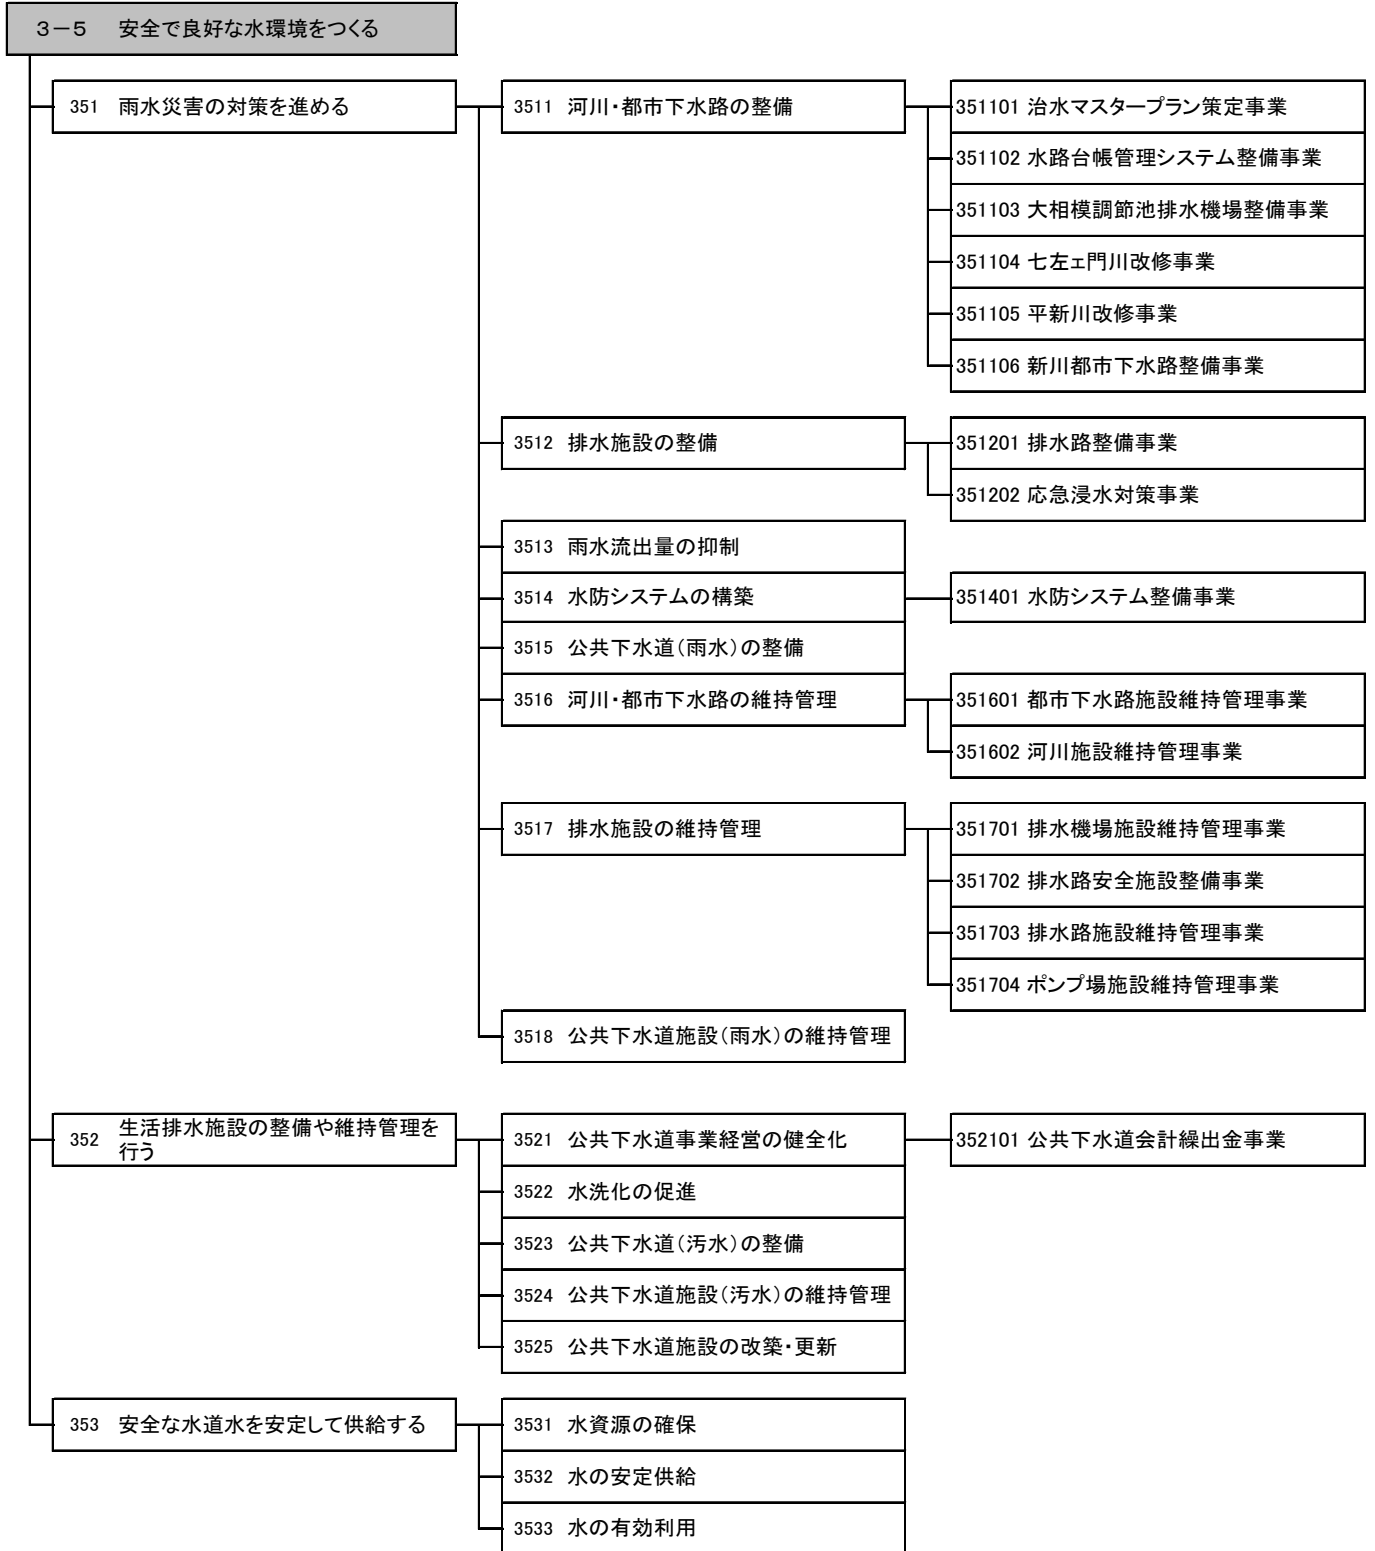 3-5 安全で良好な水環境をつくる
351 雨水災害の対策を進める
3511 河川・都市下水路の整備
351101 治水マスタープラン策定事業
351102 水路台帳管理システム整備事業
351103 大相模調節池排水機場整備事業
351104 七左ェ門川改修事業
351105 平新川改修事業
351106 新川都市下水路整備事業
3512 排水施設の整備
351201 排水路整備事業
351202 応急浸水対策事業
3513 雨水流出量の抑制
3514 水防システムの構築
351401 水防システム整備事業
3515 公共下水道(雨水)の整備
3516 河川・都市下水路の維持管理
351601 都市下水路施設維持管理事業
351602 河川施設維持管理事業
3517 排水施設の維持管理
351701 排水機場施設維持管理事業
351702 排水路安全施設整備事業
351703 排水路施設維持管理事業
351704 ポンプ場施設維持管理事業
3518 公共下水道施設(雨水)の維持管理
352 生活排水施設の整備や維持管理を
行う
3521 公共下水道事業経営の健全化
352101 公共下水道会計繰出金事業
3522 水洗化の促進
3523 公共下水道(汚水)の整備
3524 公共下水道施設(汚水)の維持管理
3525 公共下水道施設の改築・更新
353 安全な水道水を安定して供給する
3531 水資源の確保
3532 水の安定供給
3533 水の有効利用